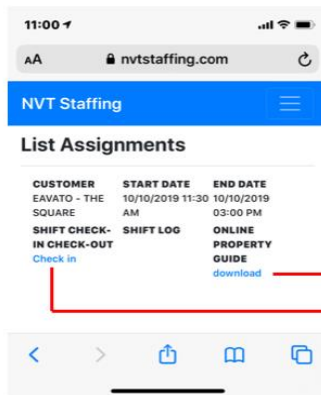 11:00
AA nvtstaffing.com
NVT Staffing
List Assignments
CUSTOMER START DATE END DATE
EAVATO - THE 10/10/2019 11:30 10/10/2019
SQUARE AM 03:00 PM
SHIFT CHECK- SHIFT LOG ONLINE
IN CHECK-OUT PROPERTY
Check in GUIDE
download